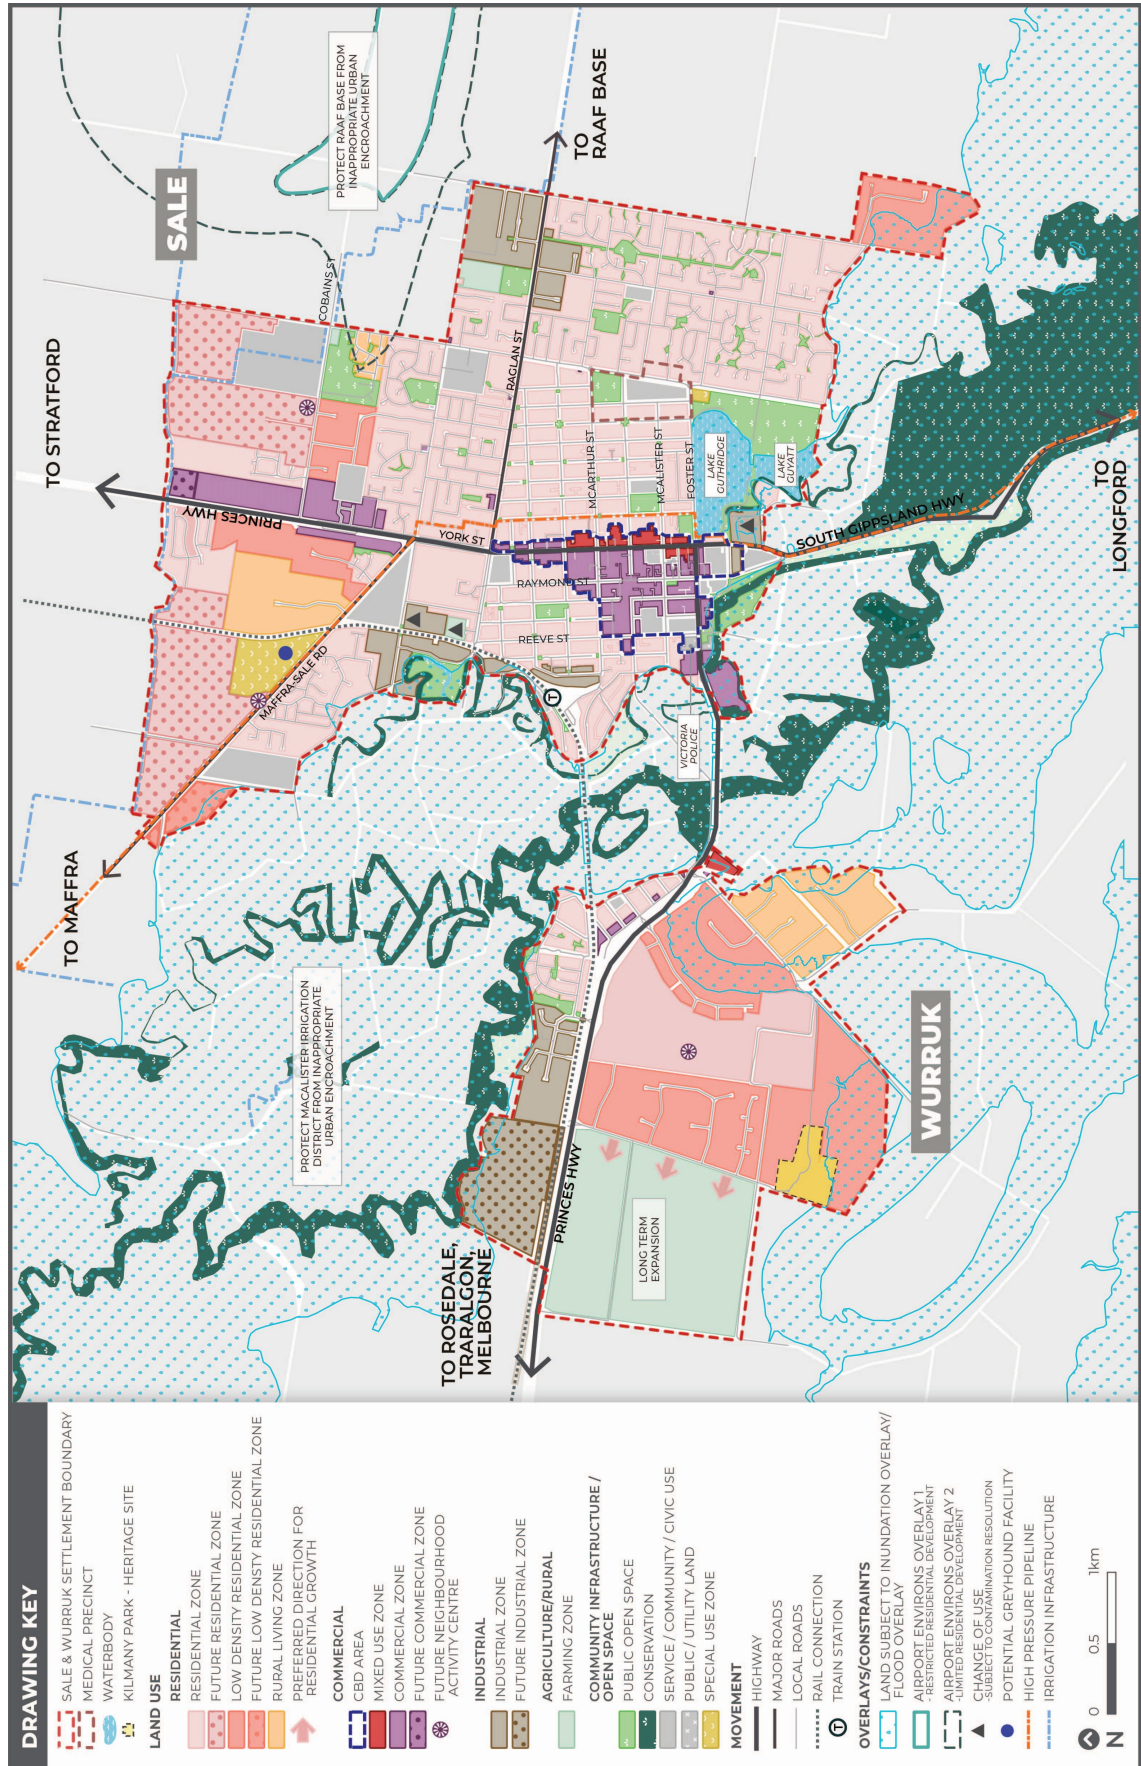 DRAWING KEY
SALE & WURRUK SETTLEMENT BOUNDARY
MEDICAL PRECINCT
WATERBODY
KILMANY PARK - HERITAGE SITE
LAND USE
RESIDENTIAL
RESIDENTIAL ZONE
FUTURE RESIDENTIAL ZONE
LOW DENSITY RESIDENTIAL ZONE
FUTURE LOW DENSITY RESIDENTIAL ZONE
RURAL LIVING ZONE
PREFERRED DIRECTION FOR
RESIDENTIAL GROWTH
COMMERCIAL
CBD AREA
MIXED USE ZONE
COMMERCIAL ZONE
FUTURE COMMERCIAL ZONE
FUTURE NEIGHBOURHOOD
ACTIVITY CENTRE
INDUSTRIAL
INDUSTRIAL ZONE
FUTURE INDUSTRIAL ZONE
AGRICULTURE/RURAL
FARMING ZONE
COMMUNITY INFRASTRUCTURE /
OPEN SPACE
PUBLIC OPEN SPACE
CONSERVATION
SERVICE / COMMUNITY / CIVIC USE
PUBLIC / UTILITY LAND
SPECIAL USE ZONE
MOVEMENT
HIGHWAY
MAJOR ROADS
LOCAL ROADS
RAIL CONNECTION
T TRAIN STATION
OVERLAYS/CONSTRAINTS
LAND SUBJECT TO INUNDATION OVERLAY/
FLOOD OVERLAY
AIRPORT ENVIRONS OVERLAY 1
- RESTRICTED RESIDENTIAL DEVELOPMENT
AIRPORT ENVIRONS OVERLAY 2
-LIMITED RESIDENTIAL DEVELOPMENT
CHANGE OF USE
-SUBJECT TO CONTAMINATION RESOLUTION
POTENTIAL GREYHOUND FACILITY
HIGH PRESSURE PIPELINE
IRRIGATION INFRASTRUCTURE
N
0 0.5 1km
TO MAFFRA
TO STRATFORD
SALE
PROTECT RAAF BASE FROM
INAPPROPRIATE URBAN
ENCROACHMENT
COBAINS ST
PRINCES HWY
MAFFRA-SALE RD
PROTECT MACALISTER IRRIGATION
DISTRICT FROM INAPPROPRIATE
URBAN ENCROACHMENT
YORK ST
RAGLAN ST
TO
RAAF BASE
RAYMOND ST
REEVE ST
T
MCARTHUR ST
MCALISTER ST
FOSTER ST
LAKE
GUTHRIDGE
LAKE
GUYATT
VICTORIA
POLICE
TO ROSEDALE,
TRARALGON,
MELBOURNE
PRINCES HWY
LONG TERM
EXPANSION
SOUTH GIPPSLAND HWY
WURRUK
TO
LONGFORD